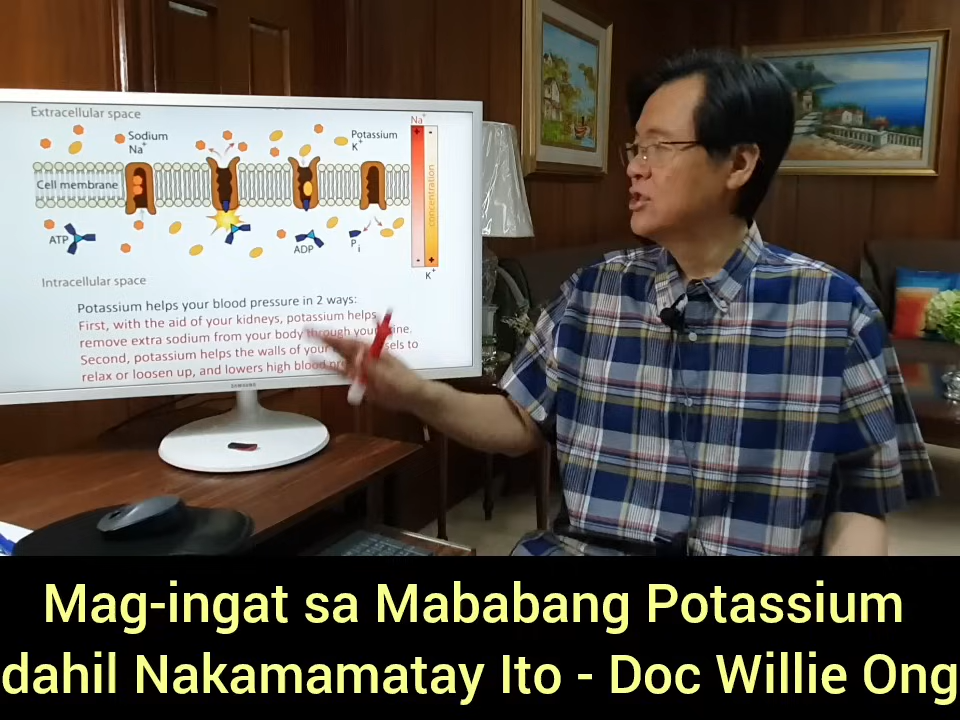 Extracellular space
Na⁺
Sodium
Na⁺
Potassium
K⁺
+ -
Cell membrane
concentration
ATP
ADP
Pi
- +
K⁺
Intracellular space
Potassium helps your blood pressure in 2 ways:
First, with the aid of your kidneys, potassium helps
remove extra sodium from your body through your
Second, potassium helps the walls of your to
relax or loosen up, and lowers high blood
SAMSUNG
Mag-ingat sa Mababang Potassium
dahil Nakamamatay Ito - Doc Willie Ong